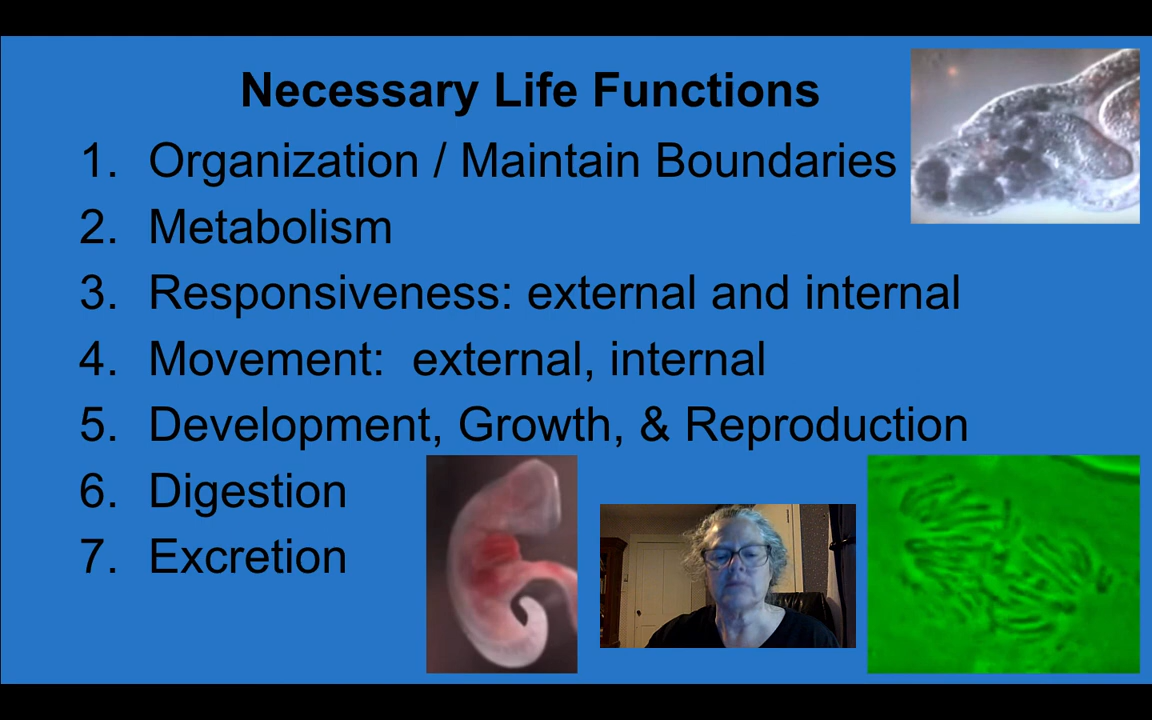 Necessary Life Functions
1. Organization / Maintain Boundaries
2. Metabolism
3. Responsiveness: external and internal
4. Movement: external, internal
5. Development, Growth, & Reproduction
6. Digestion
7. Excretion